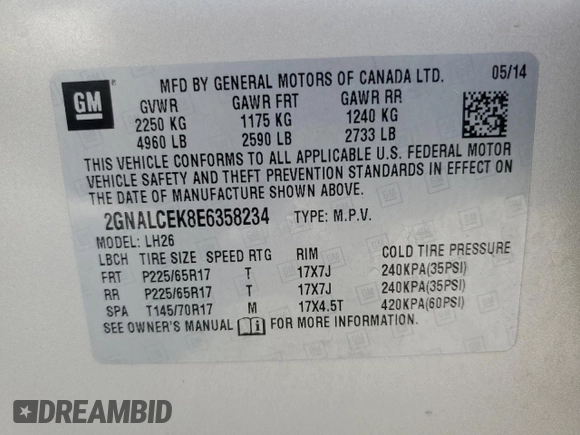 GM
MFD BY GENERAL MOTORS OF CANADA LTD. 05/14
GVWR GAWR FRT GAWR RR
2250 KG 1175 KG 1240 KG
4960 LB 2590 LB 2733 LB
THIS VEHICLE CONFORMS TO ALL APPLICABLE U.S. FEDERAL MOTOR
VEHICLE SAFETY AND THEFT PREVENTION STANDARDS IN EFFECT ON
THE DATE OF MANUFACTURE SHOWN ABOVE.
2GNALCEK8E6358234 TYPE: M.P.V.
MODEL: LH26
LBCH TIRE SIZE SPEED RTG RIM COLD TIRE PRESSURE
FRT P225/65R17 T 17X7J 240KPA(35PSI)
RR P225/65R17 T 17X7J 240KPA(35PSI)
SPA T145/70R17 M 17X4.5T 420KPA(60PSI)
SEE OWNER'S MANUAL FOR MORE INFORMATION.
DREAMBID